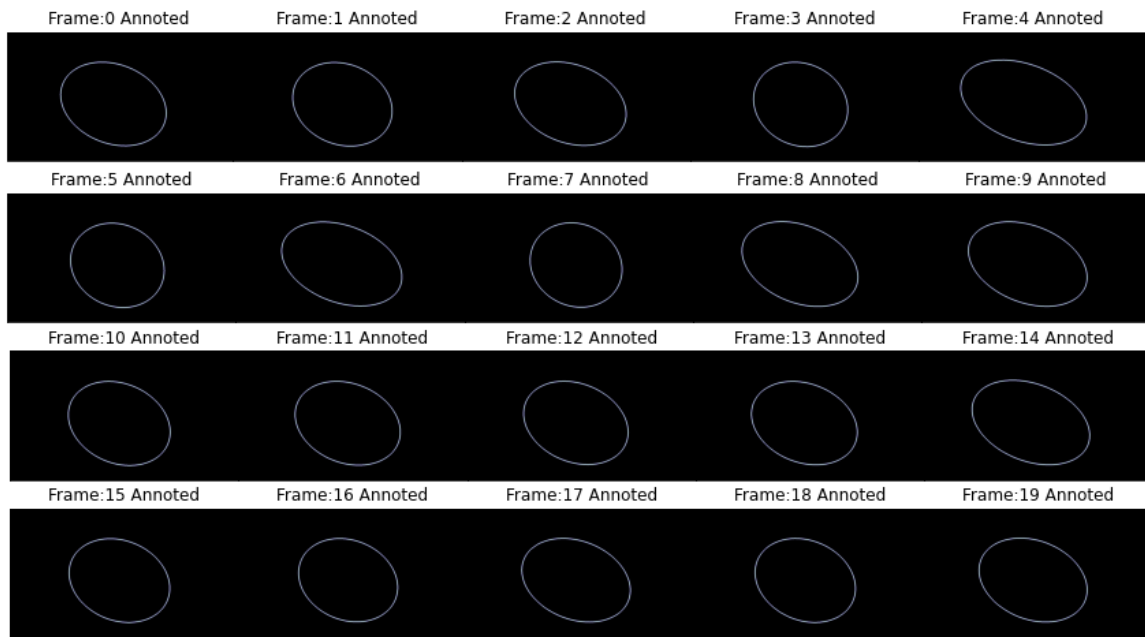 Frame:0 Annoted Frame:1 Annoted Frame:2 Annoted Frame:3 Annoted Frame:4 Annoted
Frame:5 Annoted Frame:6 Annoted Frame:7 Annoted Frame:8 Annoted Frame:9 Annoted
Frame:10 Annoted Frame:11 Annoted Frame:12 Annoted Frame:13 Annoted Frame:14 Annoted
Frame:15 Annoted Frame:16 Annoted Frame:17 Annoted Frame:18 Annoted Frame:19 Annoted